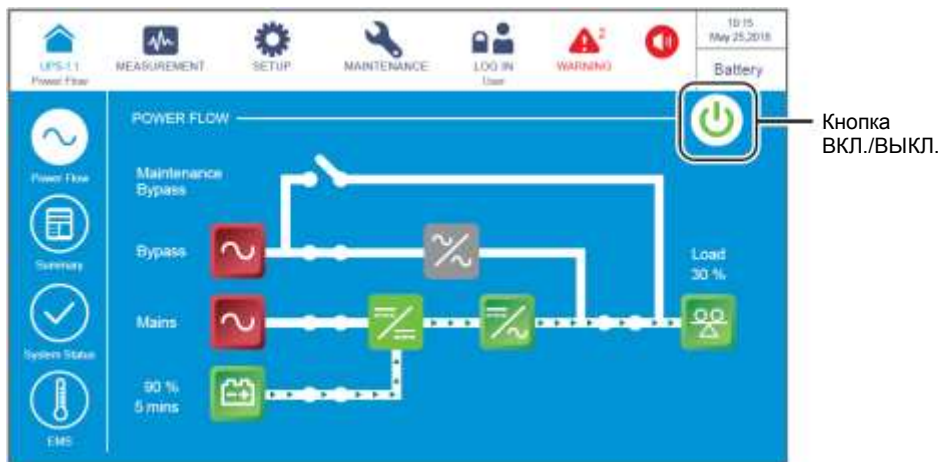 10:15
May 25,2018
UPS-1.1
Power Flow
MEASUREMENT
SETUP
MAINTENANCE
LOG IN
User
WARNING
2
Battery
POWER FLOW
Кнопка
ВКЛ./ВЫКЛ.
Power Flow
Maintenance
Bypass
Summary
Bypass
Load
30 %
Mains
System Status
90 %
5 mins
EMS